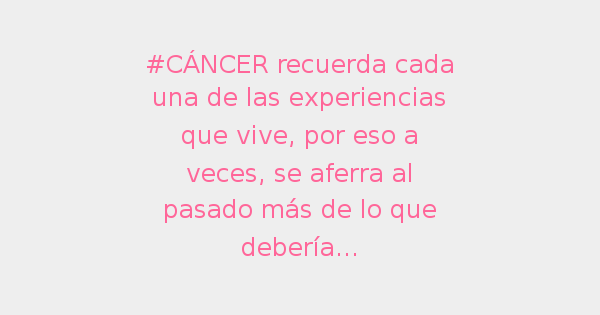 #CÁNCER recuerda cada
una de las experiencias
que vive, por eso a
veces, se aferra al
pasado más de lo que
debería...